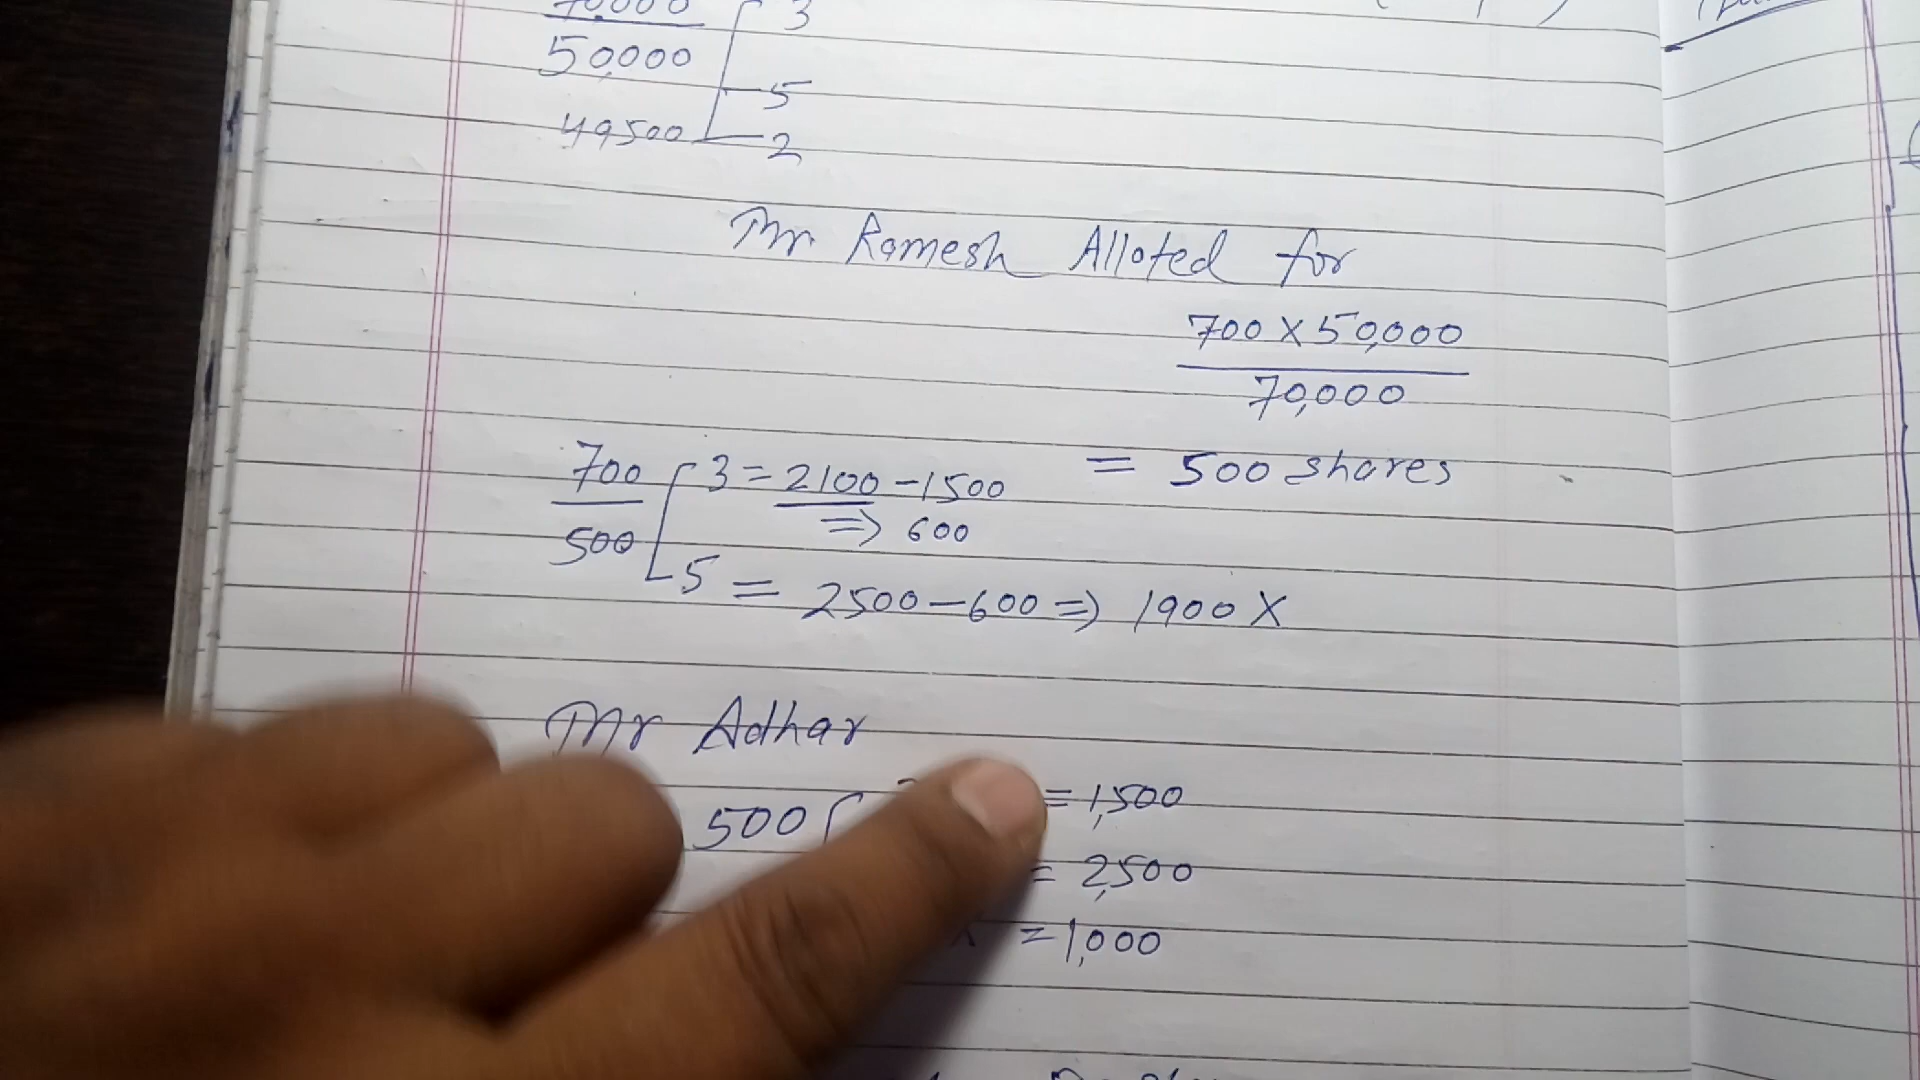 50,000
3
5
49500
2
Mr. Ramesh Alloted for
700 X 50,000
70,000
= 500 shares
700
500
3 = 2100 - 1500
=> 600
5 = 2500 - 600 => 1900 X
Mr Adhar
500
= 1,500
= 2,500
= 1,000